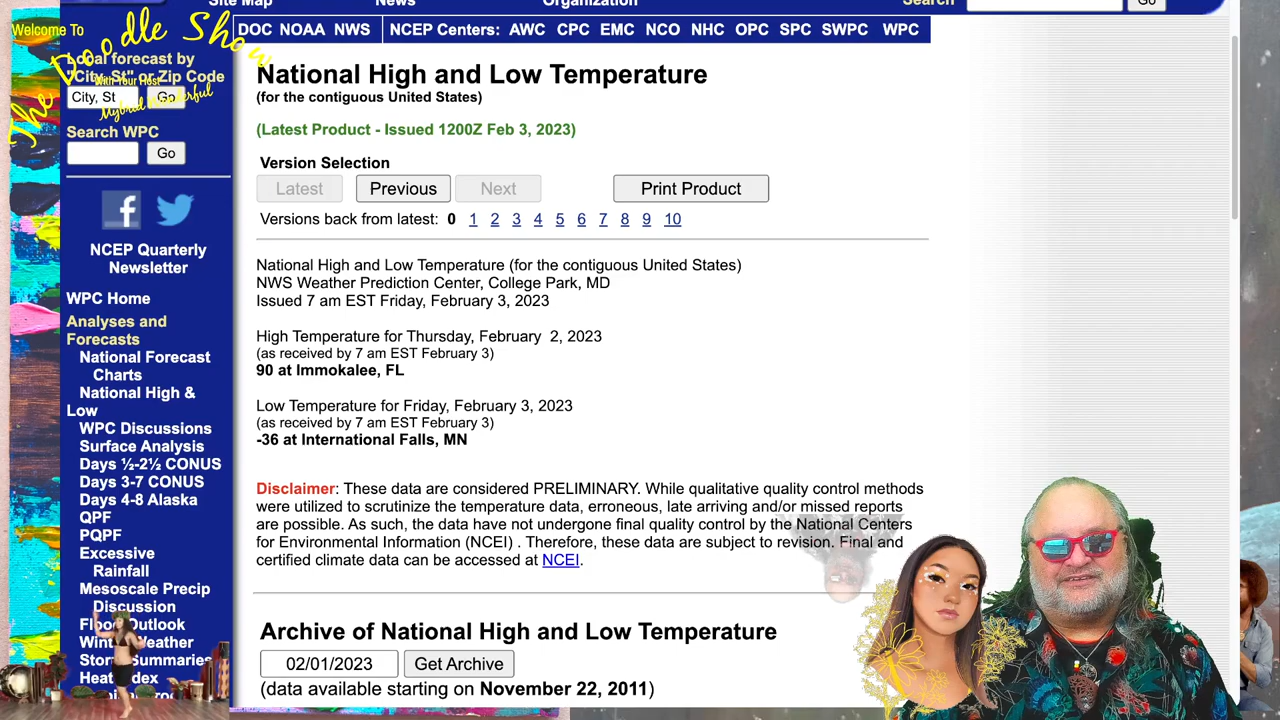 Site Map
News
Organization
Search
Go
Welcome To
The Doodle Show
With Your Host
DOC NOAA NWS
NCEP Centers: AWC CPC EMC NCO NHC OPC SPC SWPC WPC
Local forecast by
"City, St" or Zip Code
City, St
Go
Search WPC
Go
NCEP Quarterly
Newsletter
WPC Home
Analyses and
Forecasts
National Forecast
Charts
National High &
Low
WPC Discussions
Surface Analysis
Days ½-2½ CONUS
Days 3-7 CONUS
Days 4-8 Alaska
QPF
PQPF
Excessive
Rainfall
Mesoscale Precip
Discussion
Flood Outlook
Winter Weather
Storm Summaries
Heat Index
National High and Low Temperature
(for the contiguous United States)
(Latest Product - Issued 1200Z Feb 3, 2023)
Version Selection
Latest
Previous
Next
Print Product
Versions back from latest: 0 1 2 3 4 5 6 7 8 9 10
National High and Low Temperature (for the contiguous United States)
NWS Weather Prediction Center, College Park, MD
Issued 7 am EST Friday, February 3, 2023
High Temperature for Thursday, February 2, 2023
(as received by 7 am EST February 3)
90 at Immokalee, FL
Low Temperature for Friday, February 3, 2023
(as received by 7 am EST February 3)
-36 at International Falls, MN
Disclaimer: These data are considered PRELIMINARY. While qualitative quality control methods
were utilized to scrutinize the temperature data, erroneous, late arriving and/or missed reports
are possible. As such, the data have not undergone final quality control by the National Centers
for Environmental Information (NCEI) . Therefore, these data are subject to revision. Final and
certified climate data can be accessed at NCEI.
Archive of National High and Low Temperature
02/01/2023
Get Archive
(data available starting on November 22, 2011)